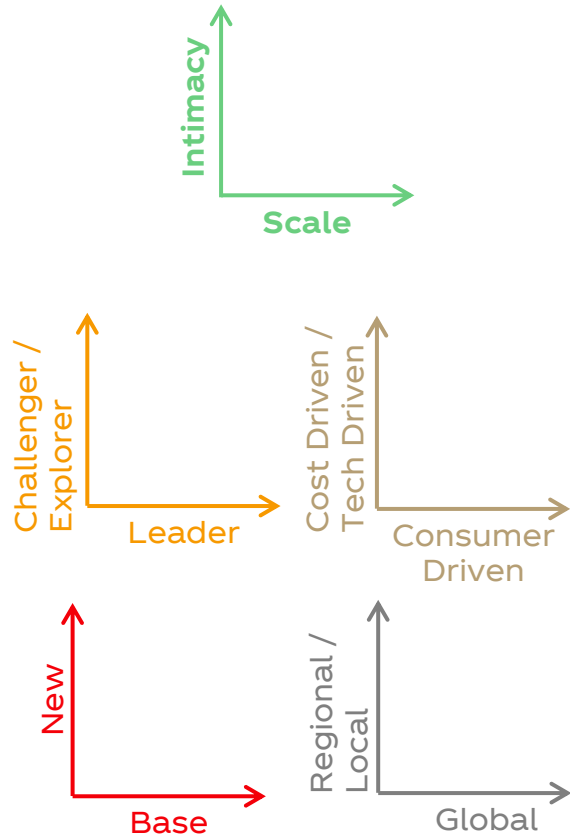 Intimacy
Scale
Challenger /
Explorer
Leader
Cost Driven /
Tech Driven
Consumer
Driven
New
Base
Regional /
Local
Global